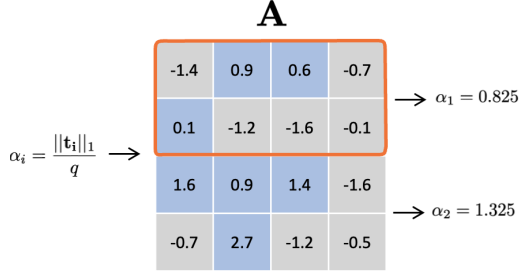 A
-1.4 0.9 0.6 -0.7
α₁ = 0.825
0.1 -1.2 -1.6 -0.1
αᵢ = ||tᵢ||₁ / q
1.6 0.9 1.4 -1.6
α₂ = 1.325
-0.7 2.7 -1.2 -0.5